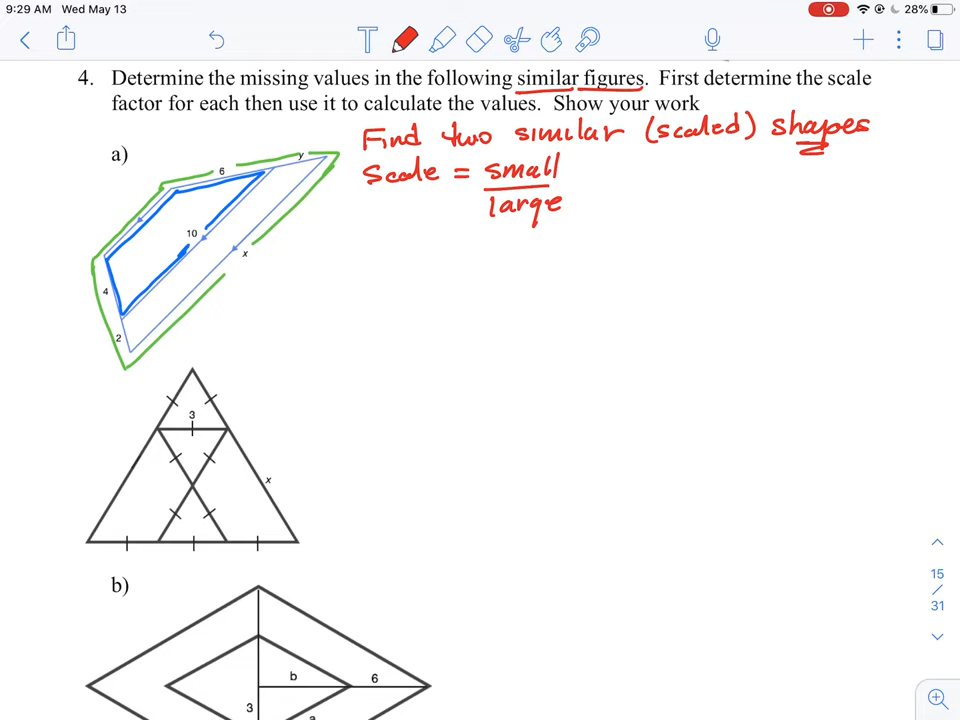 9:29 AM Wed May 13
28%
4. Determine the missing values in the following similar figures. First determine the scale
factor for each then use it to calculate the values. Show your work
Find two similar (scaled) shapes
a)
Scale = small
large
6
y
10
x
4
2
3
x
15
/
31
b)
b
6
3
a